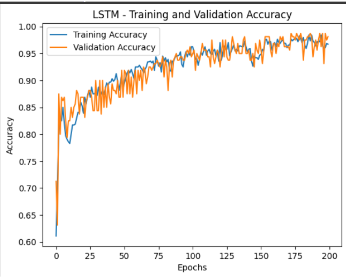 LSTM - Training and Validation Accuracy
Training Accuracy
Validation Accuracy
Accuracy
1.00
0.95
0.90
0.85
0.80
0.75
0.70
0.65
0.60
0 25 50 75 100 125 150 175 200
Epochs